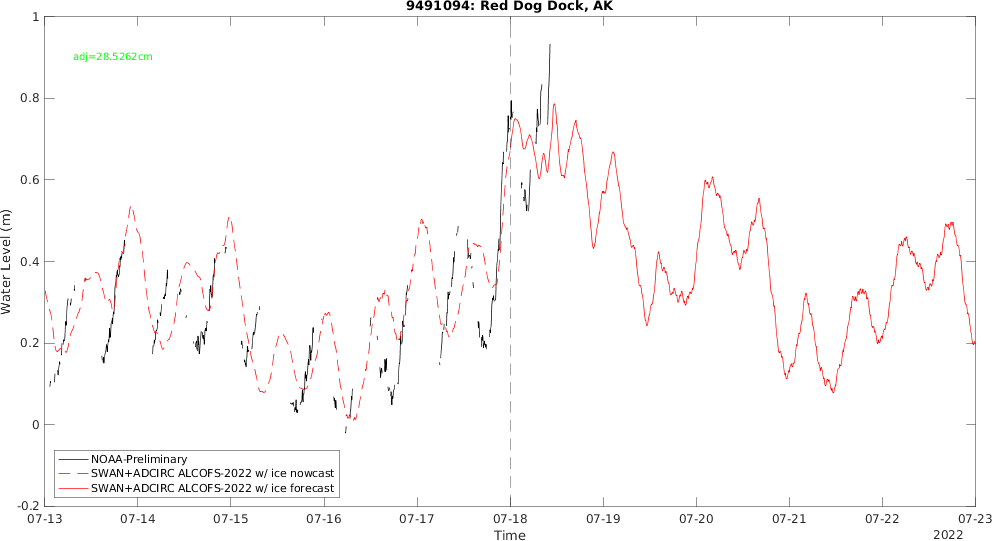 9491094: Red Dog Dock, AK
adj=28.5262cm
Water Level (m)
1
0.8
0.6
0.4
0.2
0
-0.2
NOAA-Preliminary
SWAN+ADCIRC ALCOFS-2022 w/ ice nowcast
SWAN+ADCIRC ALCOFS-2022 w/ ice forecast
07-13 07-14 07-15 07-16 07-17 07-18 07-19 07-20 07-21 07-22 07-23
Time
2022